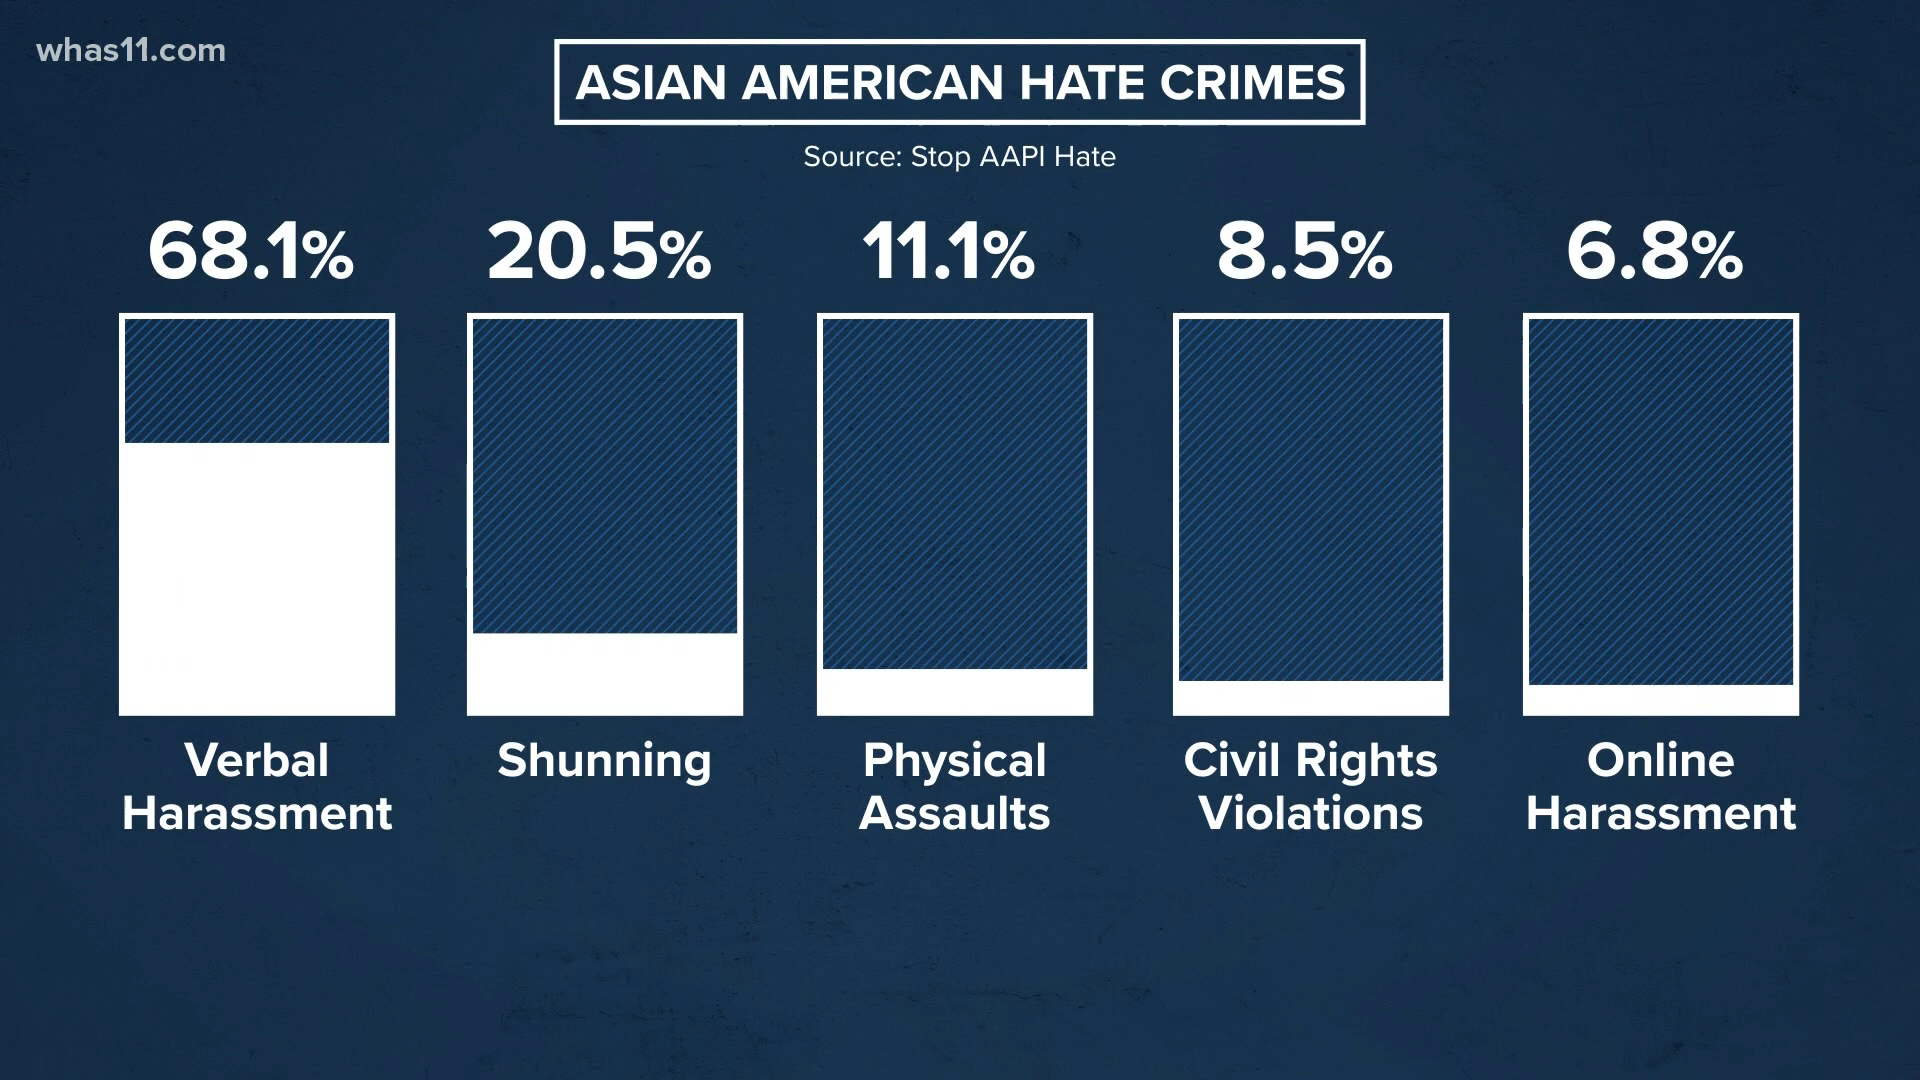 whas11.com
ASIAN AMERICAN HATE CRIMES
Source: Stop AAPI Hate
68.1%
20.5%
11.1%
8.5%
6.8%
Verbal
Harassment
Shunning
Physical
Assaults
Civil Rights
Violations
Online
Harassment